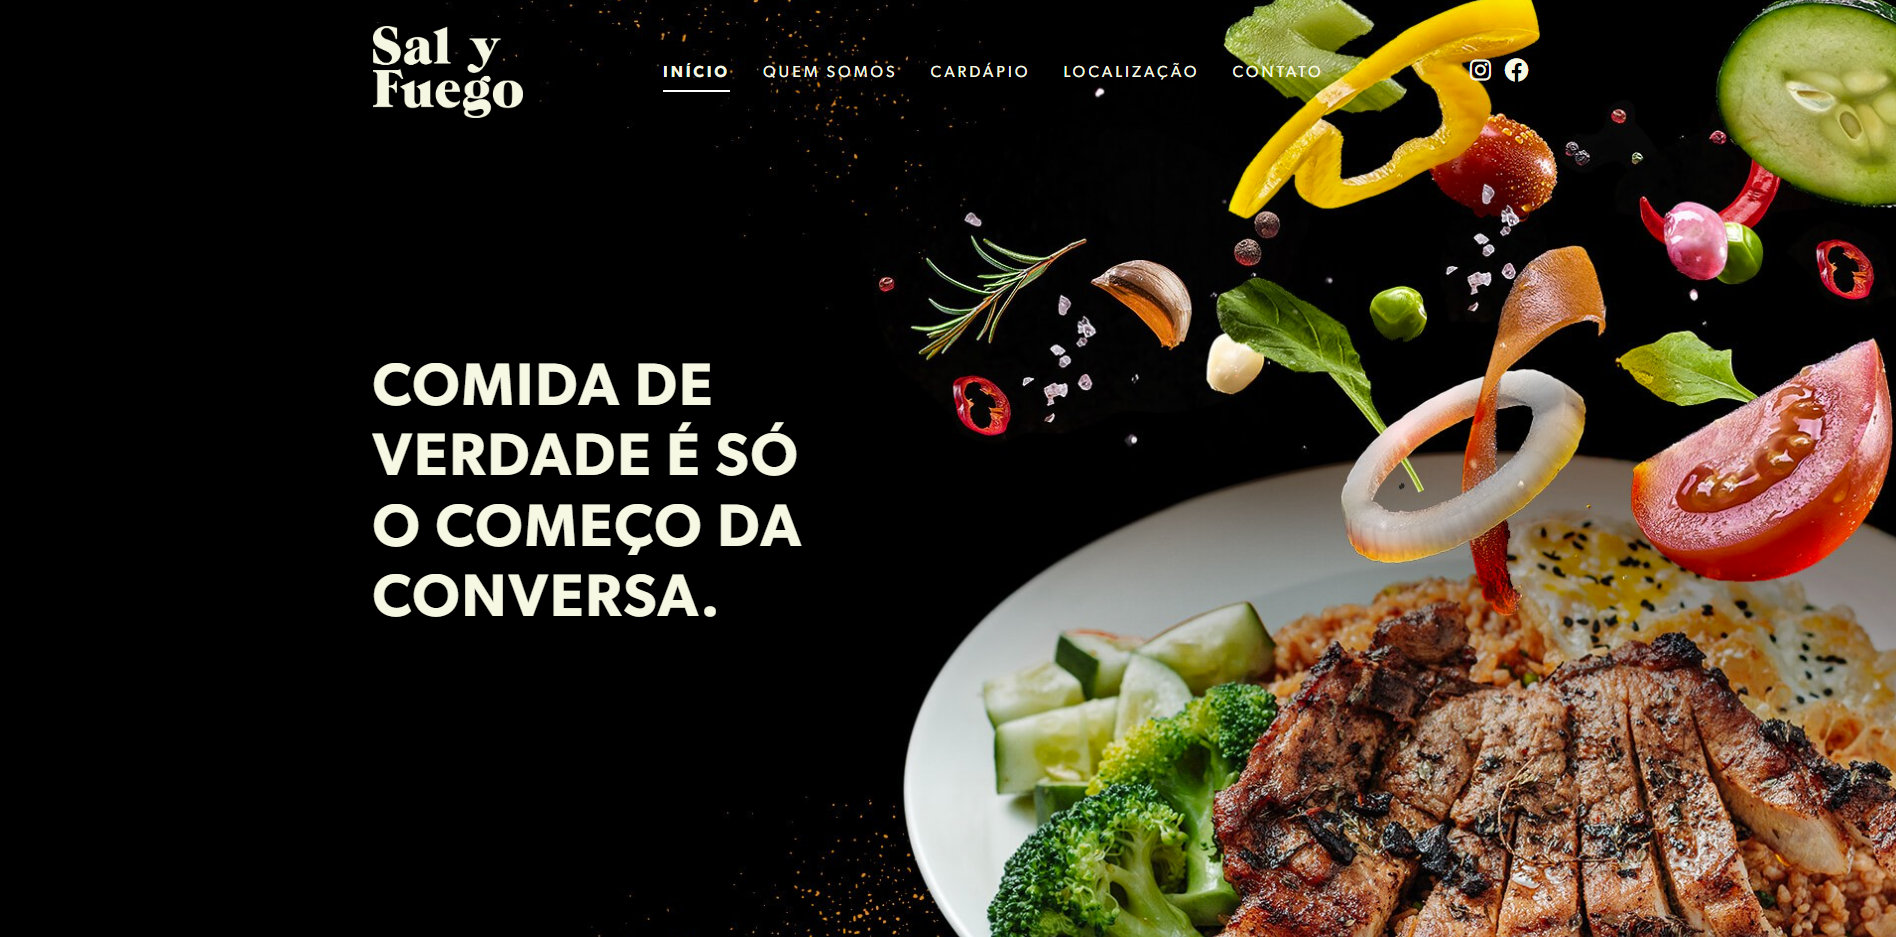 Sal y
Fuego
INÍCIO QUEM SOMOS CARDÁPIO LOCALIZAÇÃO CONTATO
COMIDA DE
VERDADE É SÓ
O COMEÇO DA
CONVERSA.